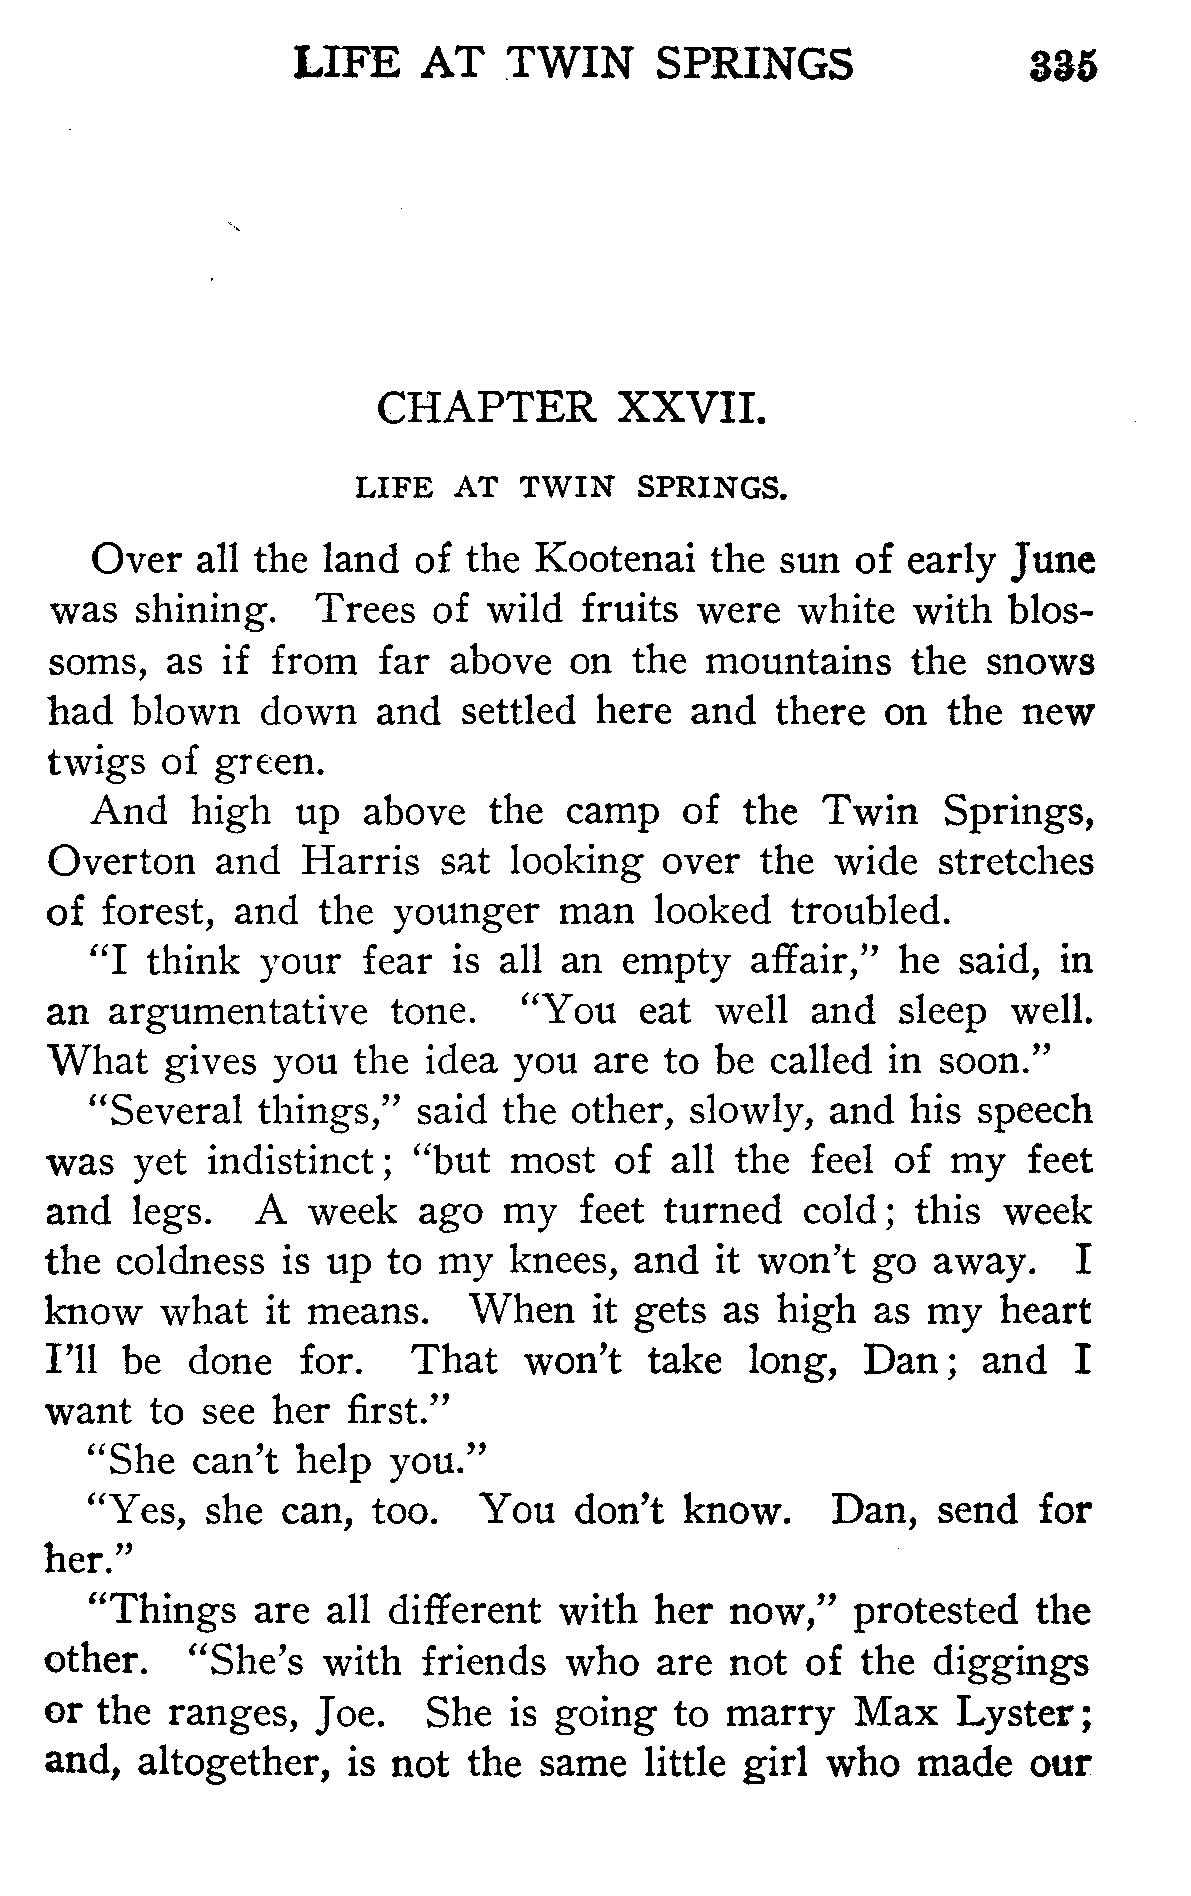 LIFE AT TWIN SPRINGS 335
CHAPTER XXVII.
LIFE AT TWIN SPRINGS.
Over all the land of the Kootenai the sun of early June
was shining. Trees of wild fruits were white with blos-
soms, as if from far above on the mountains the snows
had blown down and settled here and there on the new
twigs of green.
And high up above the camp of the Twin Springs,
Overton and Harris sat looking over the wide stretches
of forest, and the younger man looked troubled.
“I think your fear is all an empty affair,” he said, in
an argumentative tone. “You eat well and sleep well.
What gives you the idea you are to be called in soon.”
“Several things,” said the other, slowly, and his speech
was yet indistinct; “but most of all the feel of my feet
and legs. A week ago my feet turned cold; this week
the coldness is up to my knees, and it won’t go away. I
know what it means. When it gets as high as my heart
I’ll be done for. That won’t take long, Dan; and I
want to see her first.”
“She can’t help you.”
“Yes, she can, too. You don’t know. Dan, send for
her.”
“Things are all different with her now,” protested the
other. “She’s with friends who are not of the diggings
or the ranges, Joe. She is going to marry Max Lyster;
and, altogether, is not the same little girl who made our